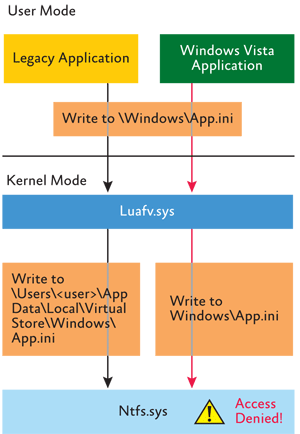 User Mode
Legacy Application
Windows Vista
Application
Write to \Windows\App.ini
Kernel Mode
Luafv.sys
Write to
\Users\<user>\App
Data\Local\Virtual
Store\Windows\
App.ini
Write to
Windows\App.ini
Ntfs.sys
Access
Denied!